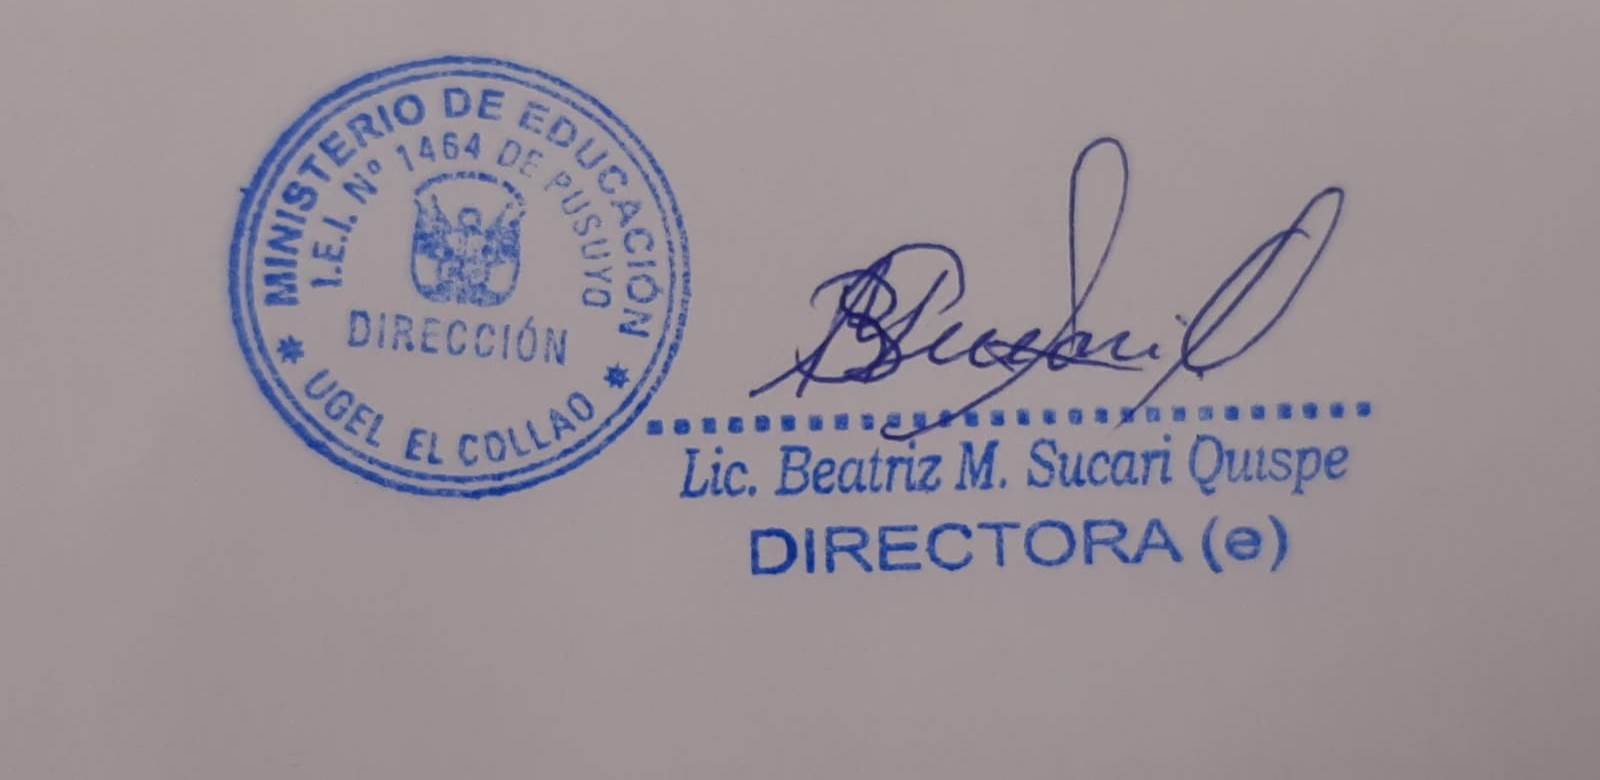 MINISTERIO DE EDUCACIÓN
I.E.I. Nº 1464 DE PUSUYO
DIRECCIÓN
* UGEL EL COLLAO *
Lic. Beatriz M. Sucari Quispe
DIRECTORA (e)